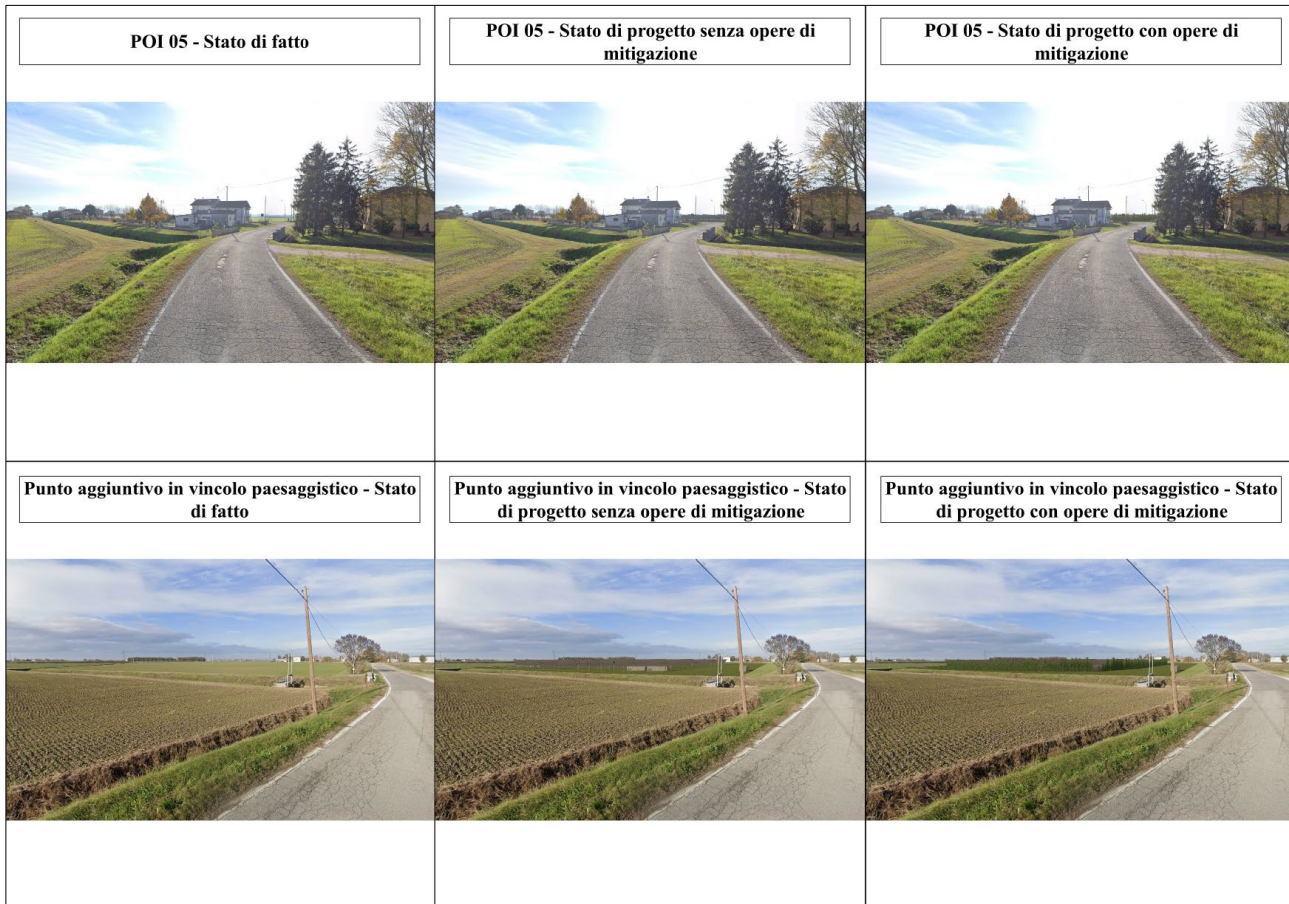 POI 05 - Stato di fatto
POI 05 - Stato di progetto senza opere di
mitigazione
POI 05 - Stato di progetto con opere di
mitigazione
Punto aggiuntivo in vincolo paesaggistico - Stato
di fatto
Punto aggiuntivo in vincolo paesaggistico - Stato
di progetto senza opere di mitigazione
Punto aggiuntivo in vincolo paesaggistico - Stato
di progetto con opere di mitigazione